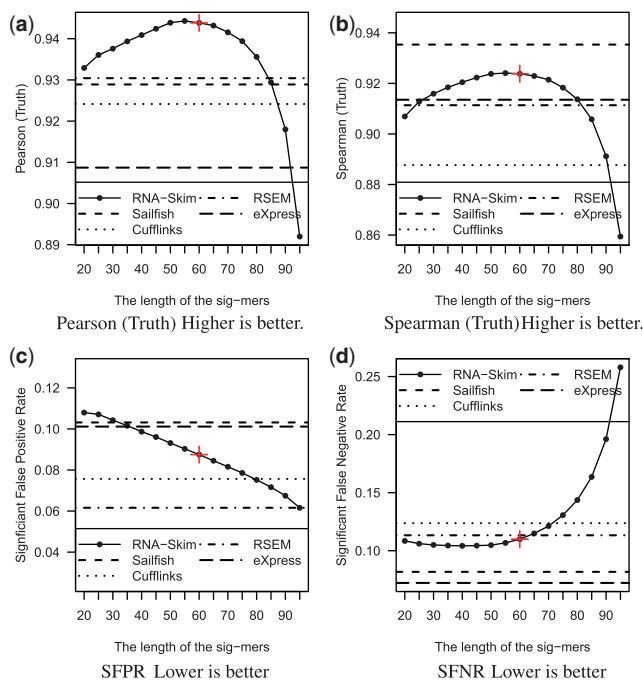 (a)
Pearson (Truth)
0.94
0.93
0.92
0.91
0.90
0.89
RNA−Skim
Sailfish
Cufflinks
RSEM
eXpress
20 30 40 50 60 70 80 90
The length of the sig−mers
Pearson (Truth) Higher is better.
(b)
Spearman (Truth)
0.94
0.92
0.90
0.88
0.86
RNA−Skim
Sailfish
Cufflinks
RSEM
eXpress
20 30 40 50 60 70 80 90
The length of the sig−mers
Spearman (Truth)Higher is better.
(c)
Signficiant False Positive Rate
0.12
0.10
0.08
0.06
0.04
RNA−Skim
Sailfish
Cufflinks
RSEM
eXpress
20 30 40 50 60 70 80 90
The length of the sig−mers
SFPR Lower is better
(d)
Significant False Negative Rate
0.25
0.20
0.15
0.10
RNA−Skim
Sailfish
Cufflinks
RSEM
eXpress
20 30 40 50 60 70 80 90
The length of the sig−mers
SFNR Lower is better